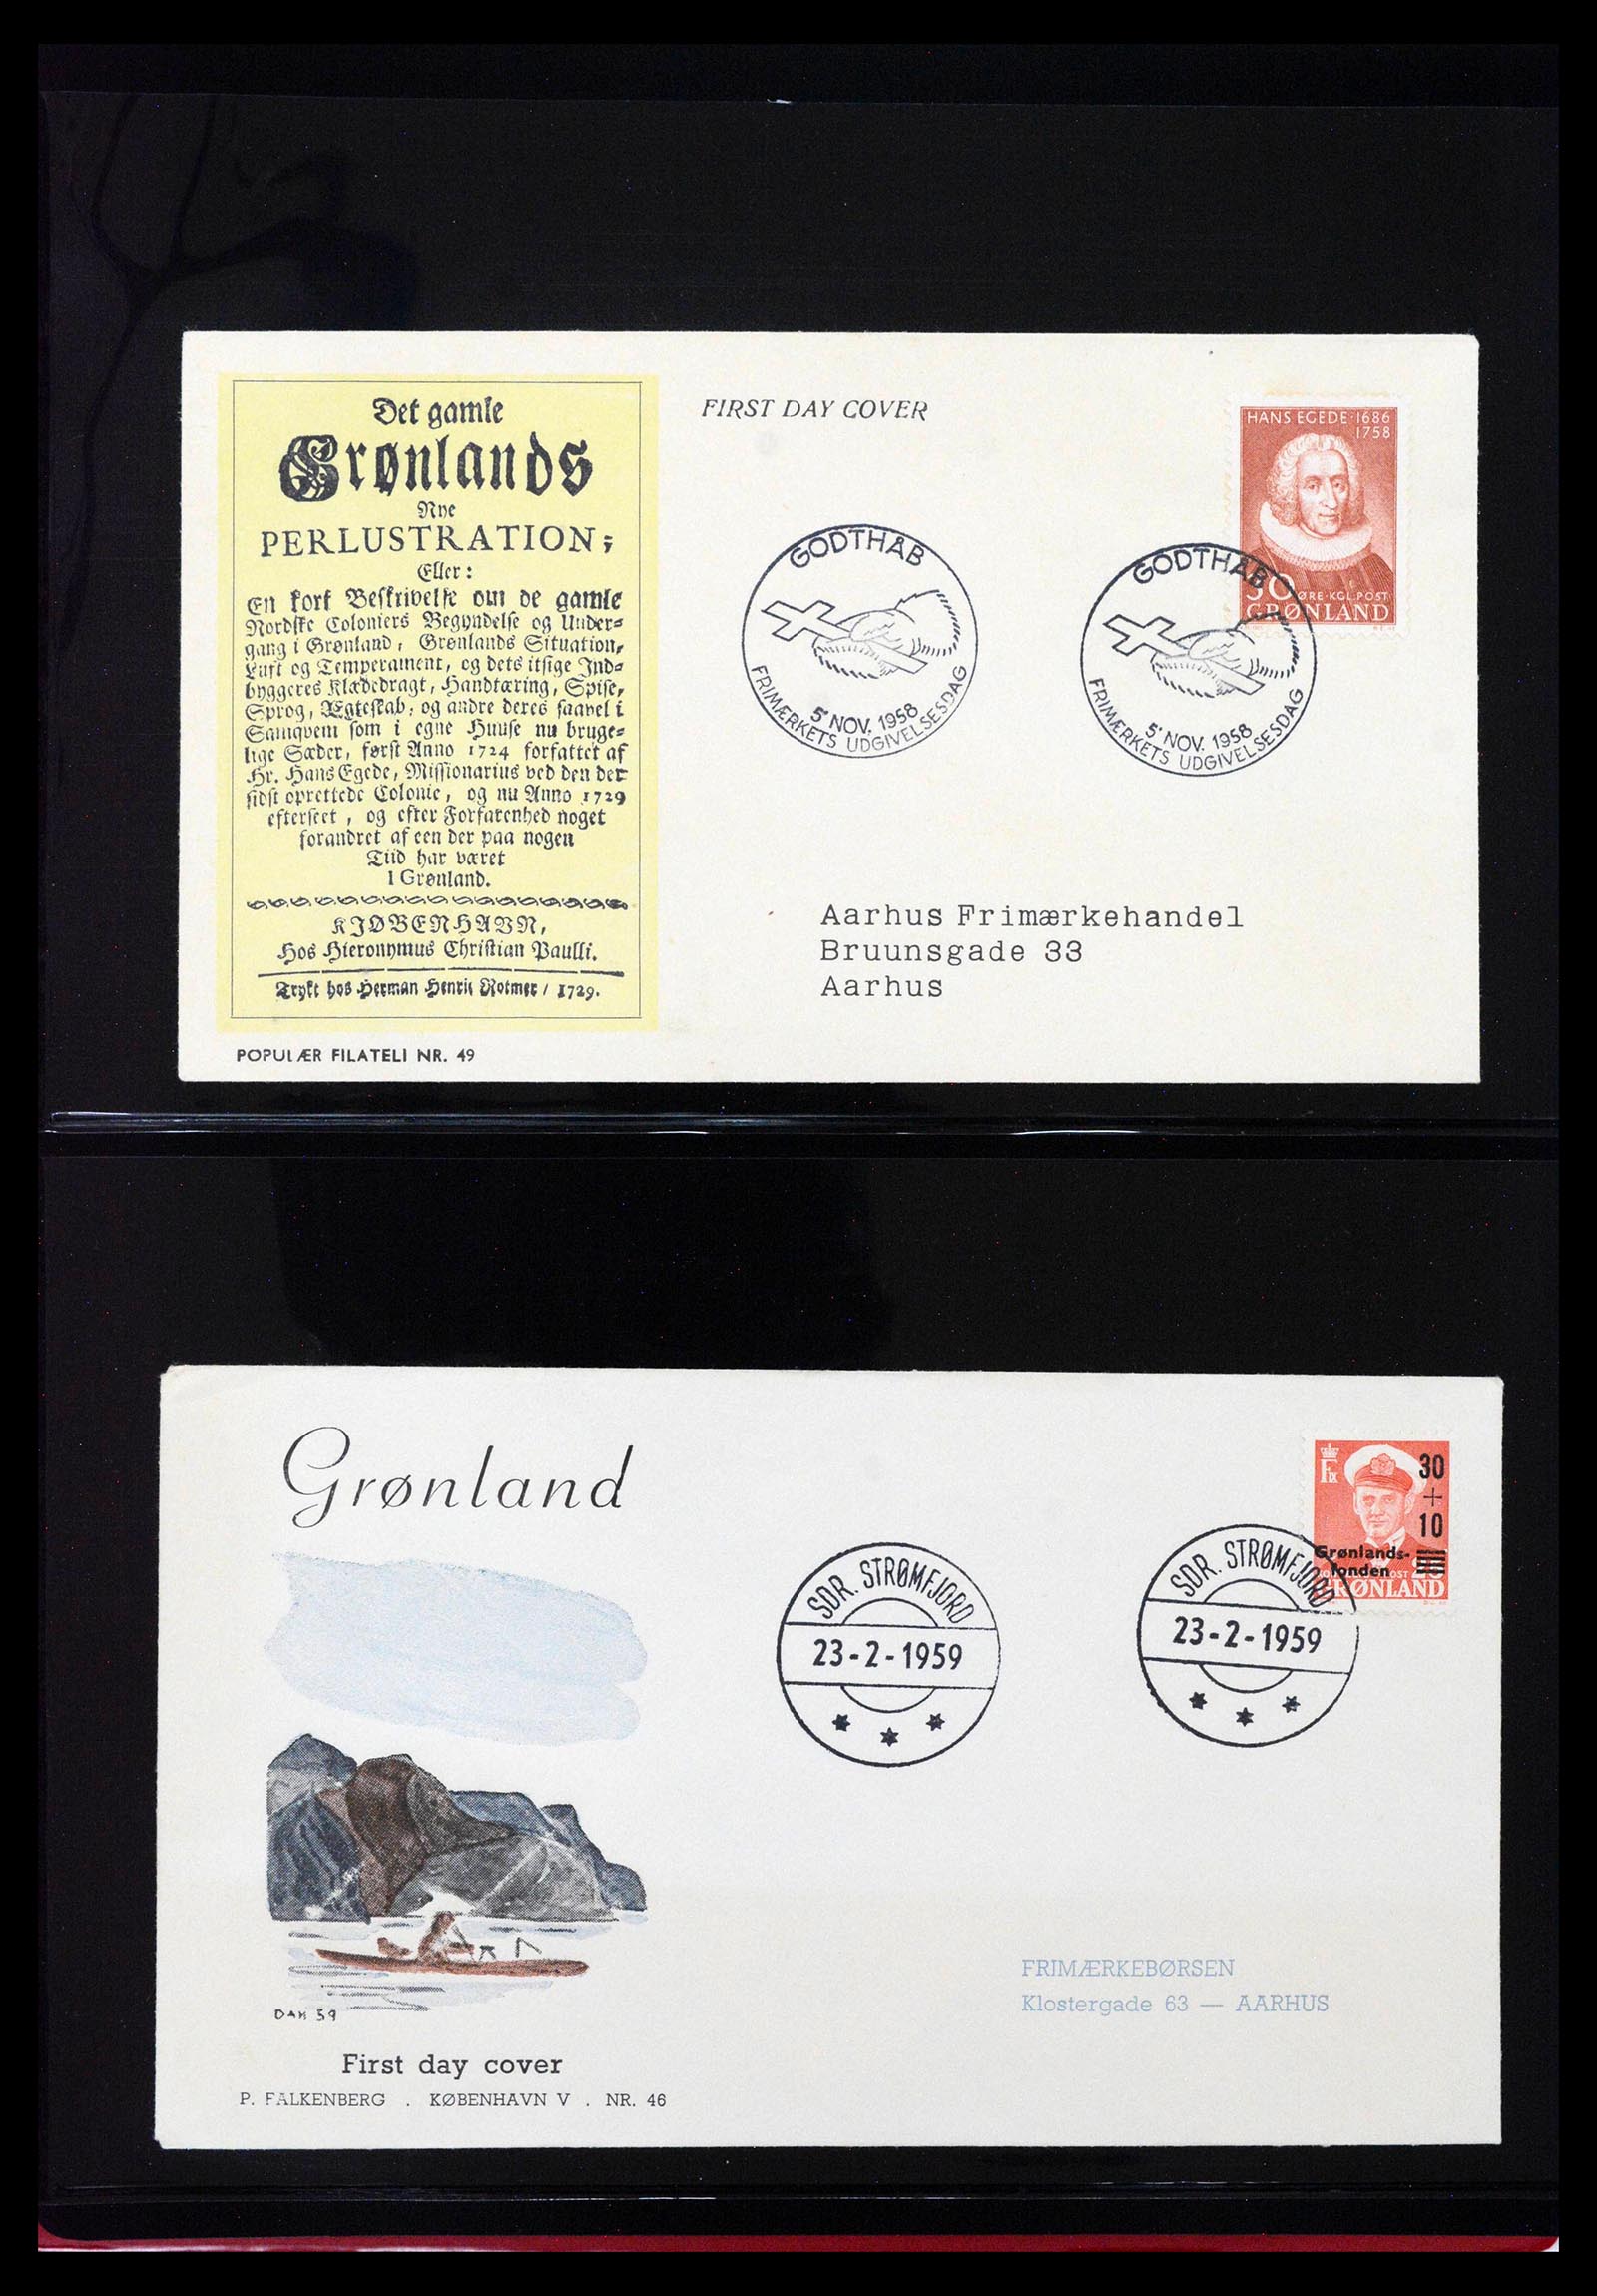 Det gamle
Grønlands
Nye
PERLUSTRATION;
Eller:
En kort Beskrivelse om de gamle
Nordske Coloniers Begyndelse og Under=
gang i Grønland, Grønlands Situation,
Luft og Temperament, og dets itsige Ind=
byggeres Klædedragt, Handtæring, Spise,
Sprog, Ægteskab, og andre deres saavel i
Samqvem som i egne Huuse nu bruge=
lige Sæder, først Anno 1724 forfattet af
Hr. Hans Egede, Missionarius ved den der
sidst oprettede Colonie, og nu Anno 1729
efterseet, og efter Forfarenhed noget
forandret af een der paa nogen
Tiid har været
I Grønland.
KJØBENHAVN,
Hos Hieronymus Christian Paulli.
Trykt hos Herman Henric Rotmer / 1729.
POPULÆR FILATELI NR. 49
FIRST DAY COVER
GODTHÅB
5. NOV. 1958
FRIMÆRKETS UDGIVELSESDAG
GODTHÅB
5. NOV. 1958
FRIMÆRKETS UDGIVELSESDAG
HANS EGEDE·1686
1758
30 ØRE·KGL.POST
GRØNLAND
Aarhus Frimærkehandel
Bruunsgade 33
Aarhus
Grønland
DAM 59
First day cover
P. FALKENBERG . KØBENHAVN V . NR. 46
SDR. STRØMFJORD
23-2-1959
SDR. STRØMFJORD
23-2-1959
FIX
30
+
10
Grønlands-
fonden
GRØNLAND
FRIMÆRKEBØRSEN
Klostergade 63 — AARHUS